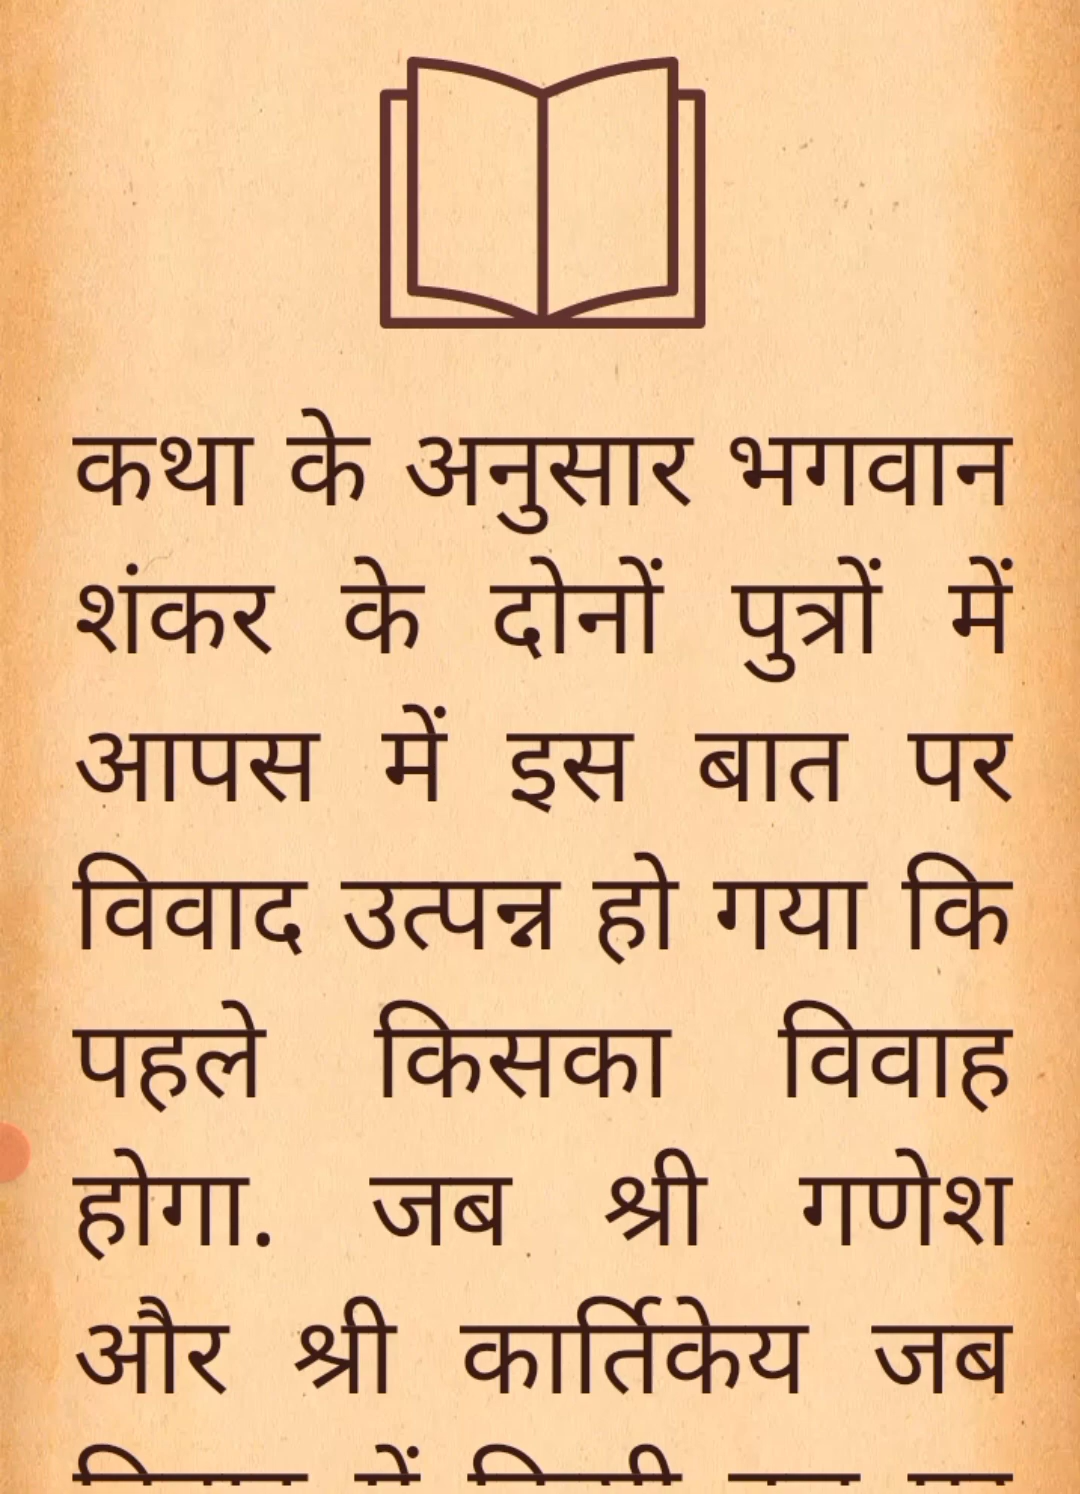 कथा के अनुसार भगवान
शंकर के दोनों पुत्रों में
आपस में इस बात पर
विवाद उत्पन्न हो गया कि
पहले किसका विवाह
होगा. जब श्री गणेश
और श्री कार्तिकेय जब